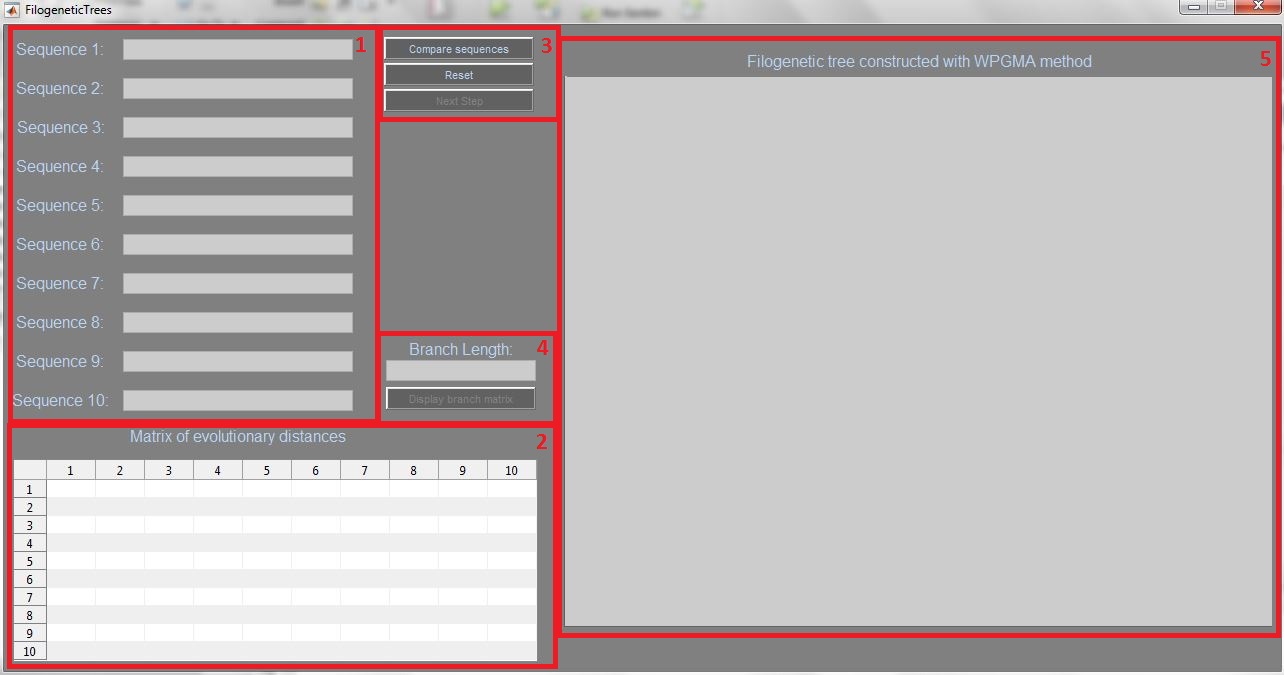 FilogeneticTrees
Sequence 1:
1
Sequence 2:
Sequence 3:
Sequence 4:
Sequence 5:
Sequence 6:
Sequence 7:
Sequence 8:
Sequence 9:
Sequence 10:
Compare sequences
3
Reset
Next Step
Branch Length:
4
Display branch matrix
Matrix of evolutionary distances
2
1 2 3 4 5 6 7 8 9 10
1
2
3
4
5
6
7
8
9
10
Filogenetic tree constructed with WPGMA method
5